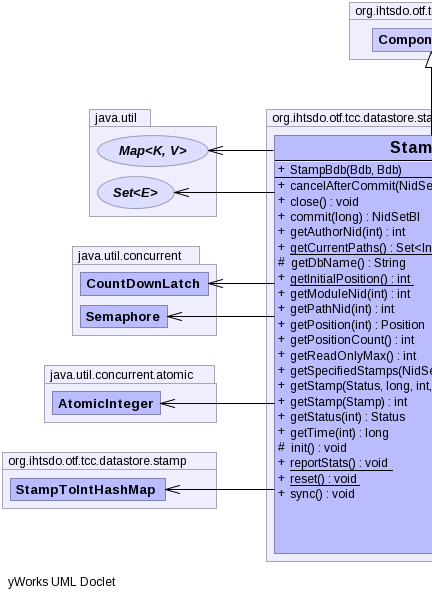 org.ihtsdo.otf.t
Compon
java.util
Map<K, V>
Set<E>
java.util.concurrent
CountDownLatch
Semaphore
java.util.concurrent.atomic
AtomicInteger
org.ihtsdo.otf.tcc.datastore.stamp
StampToIntHashMap
org.ihtsdo.otf.tcc.datastore.sta
Stam
+ StampBdb(Bdb, Bdb)
+ cancelAfterCommit(NidSe
+ close() : void
+ commit(long) : NidSetBI
+ getAuthorNid(int) : int
+ getCurrentPaths() : Set<In
# getDbName() : String
+ getInitialPosition() : int
+ getModuleNid(int) : int
+ getPathNid(int) : int
+ getPosition(int) : Position
+ getPositionCount() : int
+ getReadOnlyMax() : int
+ getSpecifiedStamps(NidSe
+ getStamp(Status, long, int,
+ getStamp(Stamp) : int
+ getStatus(int) : Status
+ getTime(int) : long
# init() : void
+ reportStats() : void
+ reset() : void
+ sync() : void
yWorks UML Doclet